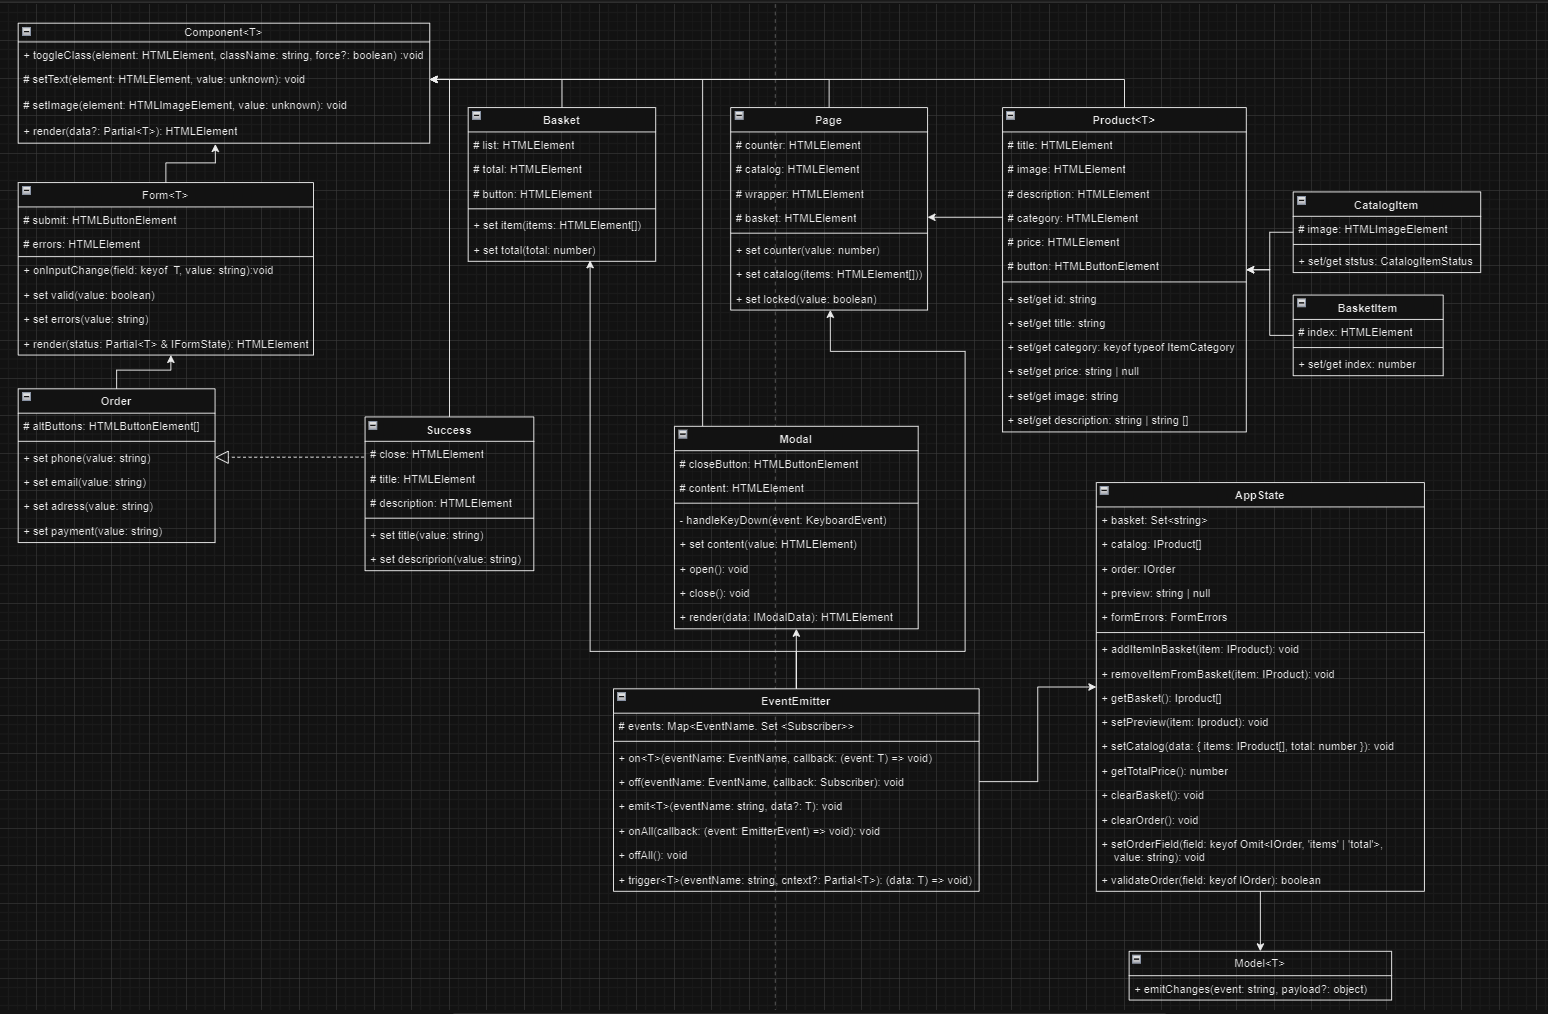 Component<T>
+ toggleClass(element: HTMLElement, className: string, force?: boolean) :void
# setText(element: HTMLElement, value: unknown): void
# setImage(element: HTMLImageElement, value: unknown): void
+ render(data?: Partial<T>): HTMLElement
Form<T>
# submit: HTMLButtonElement
# errors: HTMLElement
+ onInputChange(field: keyof T, value: string):void
+ set valid(value: boolean)
+ set errors(value: string)
+ render(status: Partial<T> & IFormState): HTMLElement
Order
# altButtons: HTMLButtonElement[]
+ set phone(value: string)
+ set email(value: string)
+ set adress(value: string)
+ set payment(value: string)
Success
# close: HTMLElement
# title: HTMLElement
# description: HTMLElement
+ set title(value: string)
+ set descriprion(value: string)
Basket
# list: HTMLElement
# total: HTMLElement
# button: HTMLElement
+ set item(items: HTMLElement[])
+ set total(total: number)
Page
# counter: HTMLElement
# catalog: HTMLElement
# wrapper: HTMLElement
# basket: HTMLElement
+ set counter(value: number)
+ set catalog(items: HTMLElement[]))
+ set locked(value: boolean)
Product<T>
# title: HTMLElement
# image: HTMLElement
# description: HTMLElement
# category: HTMLElement
# price: HTMLElement
# button: HTMLButtonElement
+ set/get id: string
+ set/get title: string
+ set/get category: keyof typeof ItemCategory
+ set/get price: string | null
+ set/get image: string
+ set/get description: string | string []
CatalogItem
# image: HTMLImageElement
+ set/get ststus: CatalogItemStatus
BasketItem
# index: HTMLElement
+ set/get index: number
Modal
# closeButton: HTMLButtonElement
# content: HTMLElement
- handleKeyDown(event: KeyboardEvent)
+ set content(value: HTMLElement)
+ open(): void
+ close(): void
+ render(data: IModalData): HTMLElement
EventEmitter
# events: Map<EventName. Set <Subscriber>>
+ on<T>(eventName: EventName, callback: (event: T) => void)
+ off(eventName: EventName, callback: Subscriber): void
+ emit<T>(eventName: string, data?: T): void
+ onAll(callback: (event: EmitterEvent) => void): void
+ offAll(): void
+ trigger<T>(eventName: string, cntext?: Partial<T>): (data: T) => void)
AppState
+ basket: Set<string>
+ catalog: IProduct[]
+ order: IOrder
+ preview: string | null
+ formErrors: FormErrors
+ addItemInBasket(item: IProduct): void
+ removeItemFromBasket(item: IProduct): void
+ getBasket(): Iproduct[]
+ setPreview(item: Iproduct): void
+ setCatalog(data: { items: IProduct[], total: number }): void
+ getTotalPrice(): number
+ clearBasket(): void
+ clearOrder(): void
+ setOrderField(field: keyof Omit<IOrder, 'items' | 'total'>,
value: string): void
+ validateOrder(field: keyof IOrder): boolean
Model<T>
+ emitChanges(event: string, payload?: object)